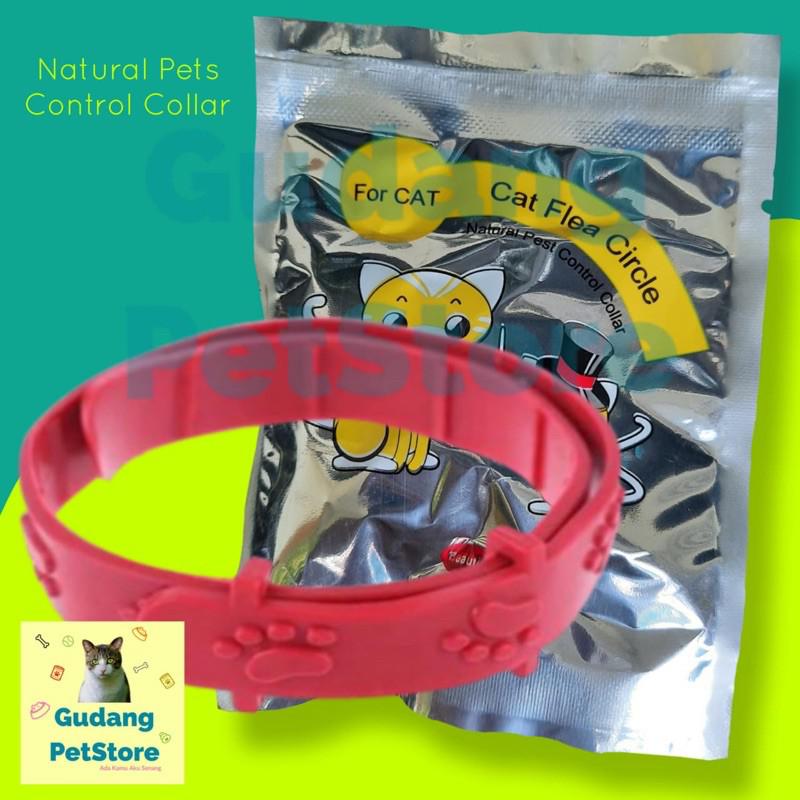 Natural Pets
Control Collar
Gudang
PetStore
For CAT
Cat Flea Circle
Natural Pest Control Collar
Gudang
PetStore
Ada Kamu Aku Senang